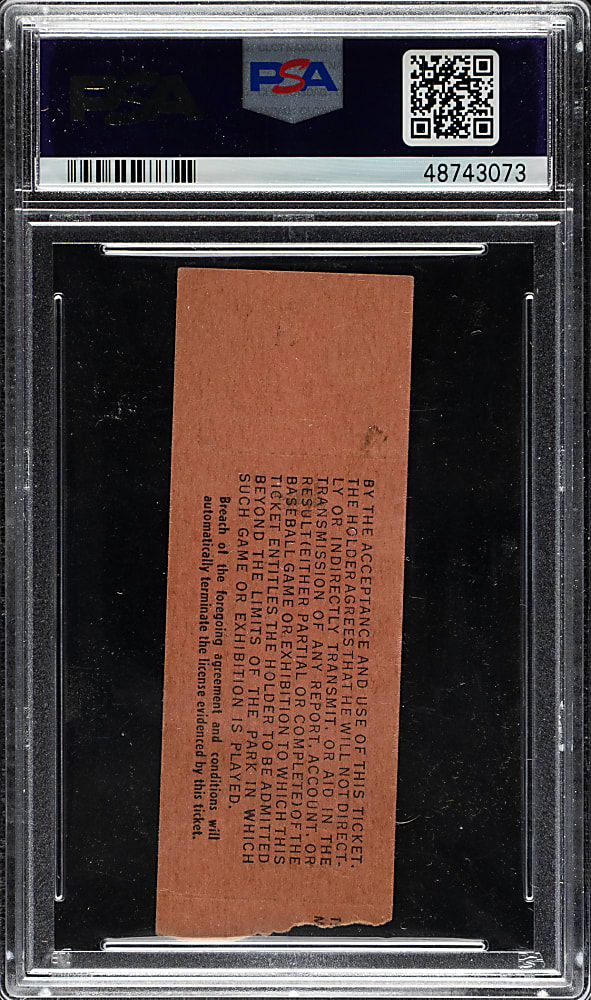 PSA
PSA
48743073
BY THE ACCEPTANCE AND USE OF THIS TICKET,
THE HOLDER AGREES THAT HE WILL NOT DIRECT-
LY OR INDIRECTLY TRANSMIT, OR AID IN THE
TRANSMISSION OF ANY REPORT, ACCOUNT, OR
RESULT (EITHER PARTIAL OR COMPLETE) OF THE
BASEBALL GAME OR EXHIBITION TO WHICH THIS
TICKET ENTITLES THE HOLDER TO BE ADMITTED
BEYOND THE LIMITS OF THE PARK IN WHICH
SUCH GAME OR EXHIBITION IS PLAYED.
Breach of the foregoing agreement and conditions will
automatically terminate the license evidenced by this ticket.